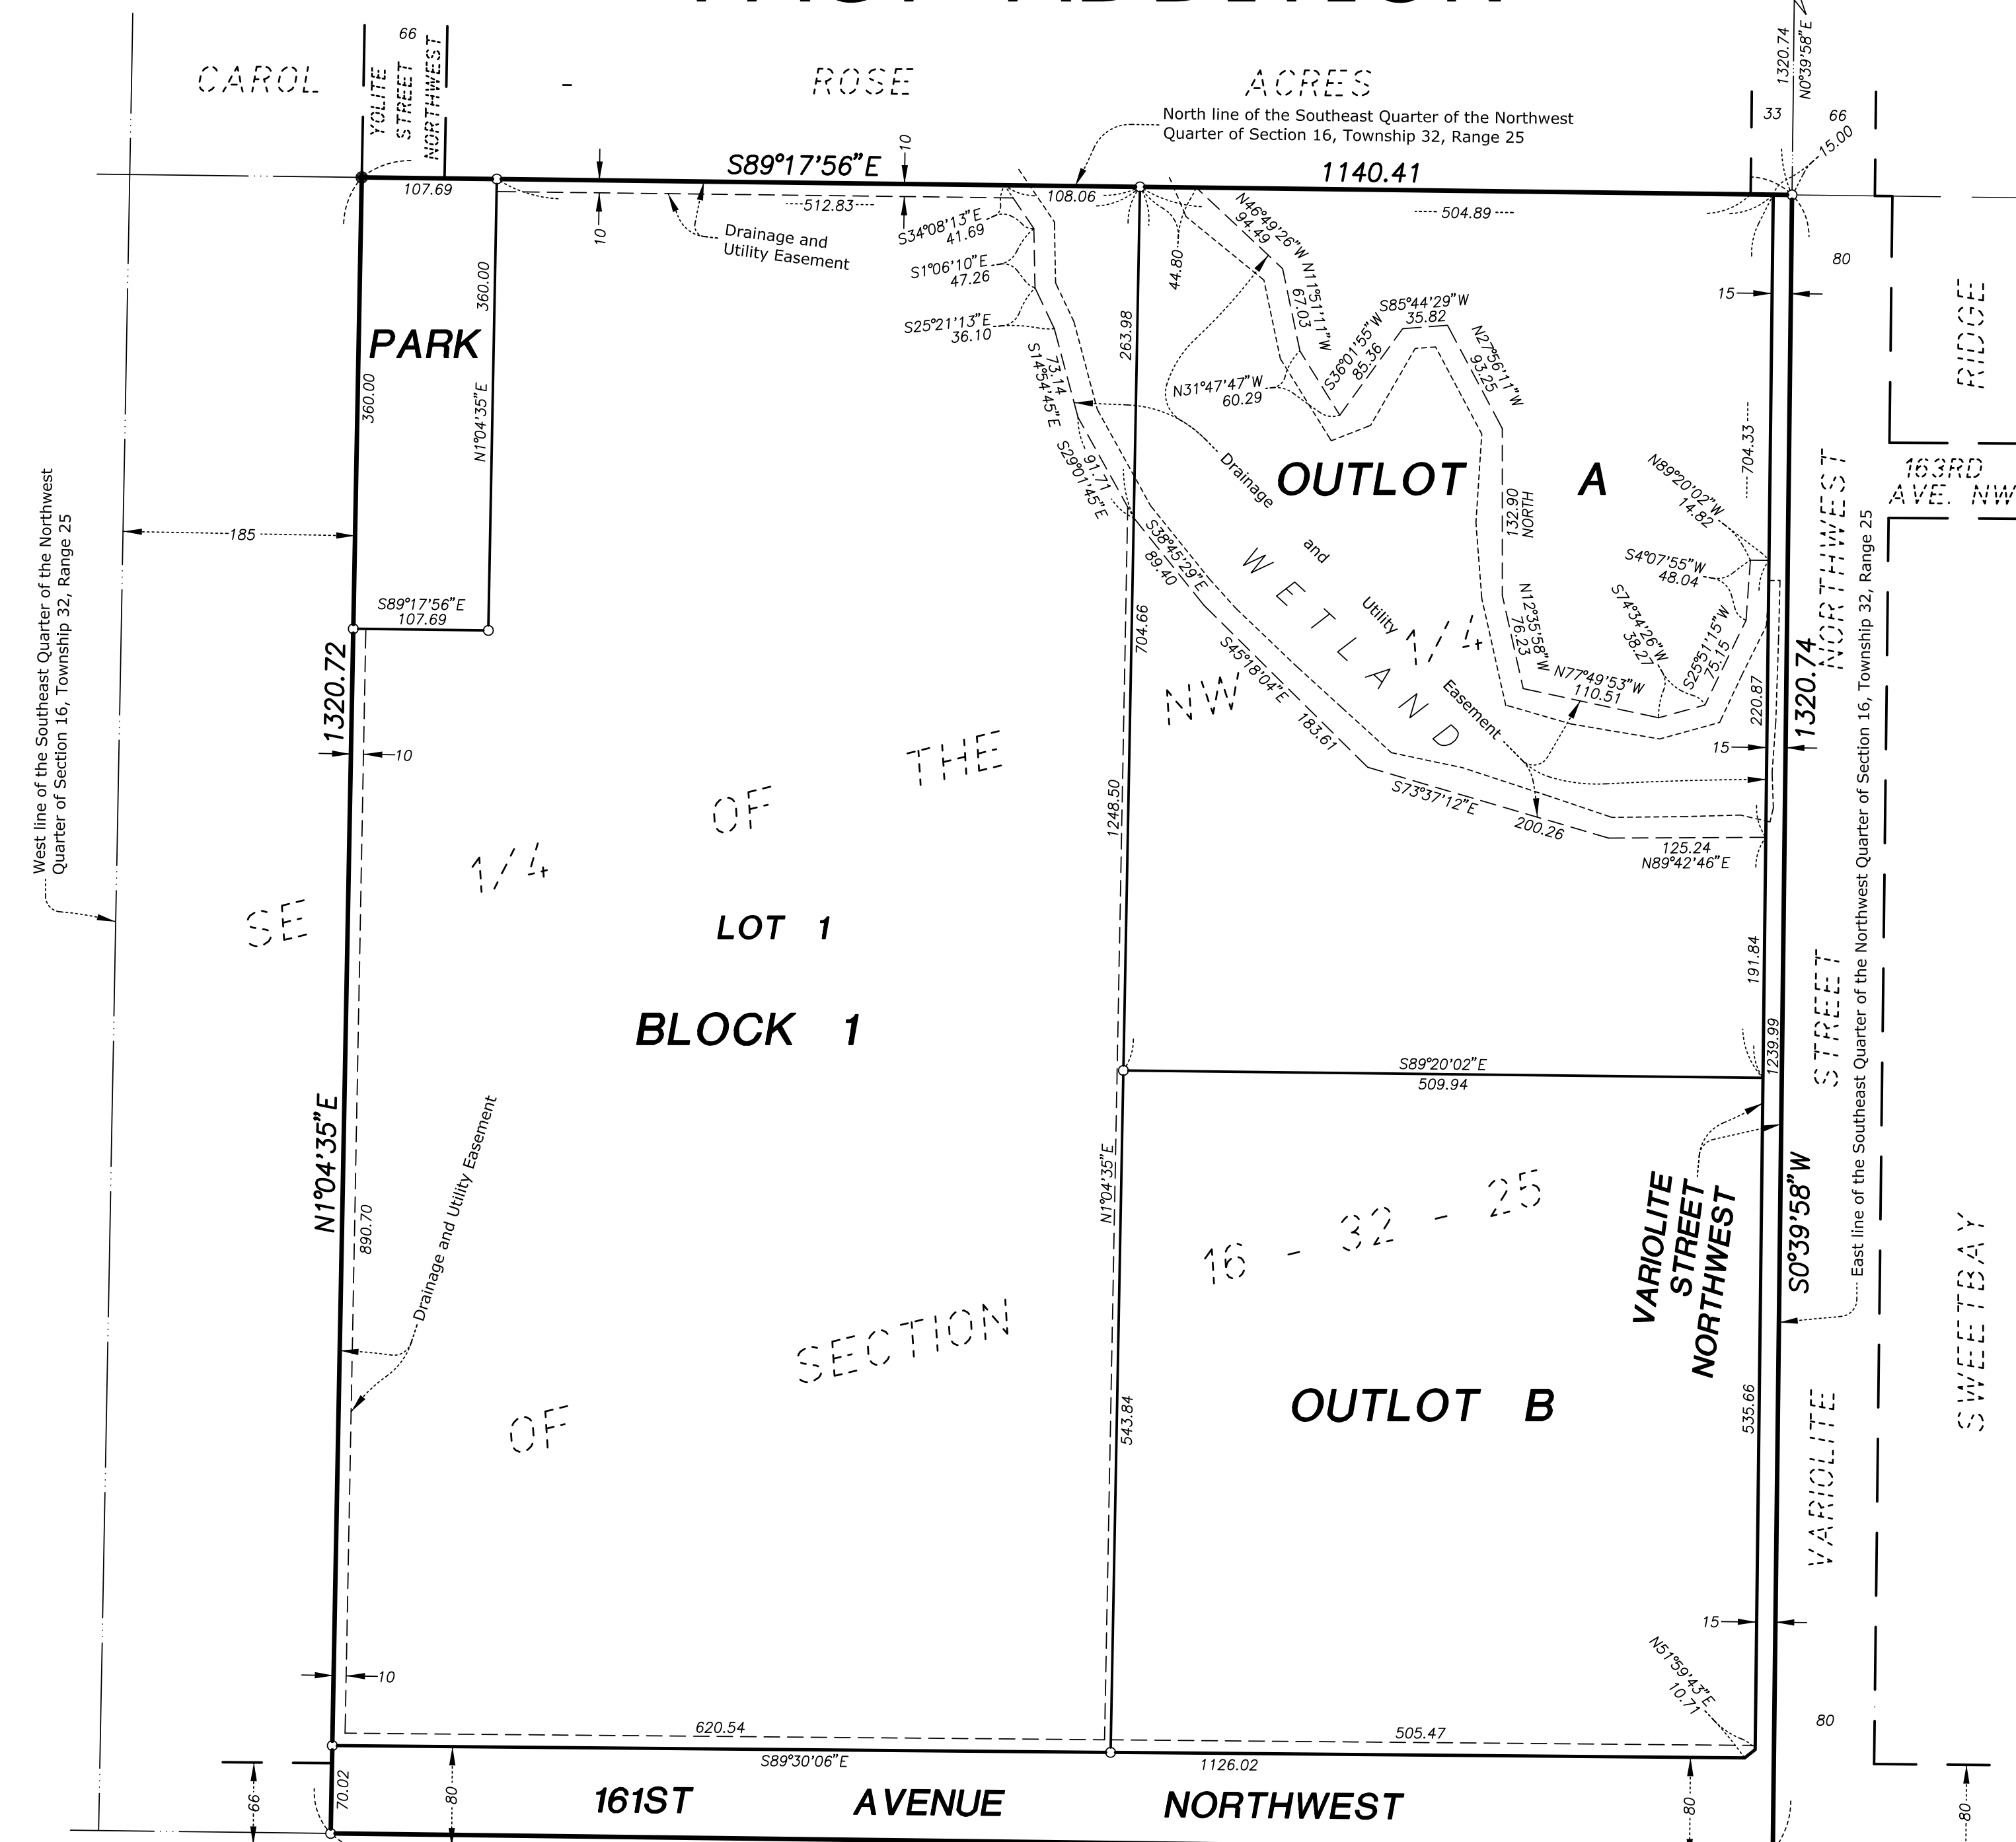 CAROL - ROSE ACRES
66
YOLITE
STREET
NORTHWEST
North line of the Southeast Quarter of the Northwest
Quarter of Section 16, Township 32, Range 25
1320.74
N0°39'58"E
33
66
15.00
S89°17'56"E
1140.41
107.69
10
10
512.83
108.06
504.89
Drainage and
Utility Easement
S34°08'13"E
41.69
S1°06'10"E
47.26
S25°21'13"E
36.10
S14°54'45"E
73.14
S29°01'45"E
91.71
S38°45'29"E
89.40
S45°18'04"E
183.61
S73°37'12"E
200.26
125.24
N89°42'46"E
44.80
N46°49'26"W
94.49
N11°51'11"W
67.03
N31°47'47"W
60.29
S36°01'55"W
85.36
S85°44'29"W
35.82
N27°56'11"W
93.25
132.90
NORTH
N12°35'58"W
76.23
N77°49'53"W
110.51
S74°34'26"W
38.27
S25°51'15"W
75.15
S4°07'55"W
48.04
N89°20'02"W
14.82
PARK
360.00
360.00
N1°04'35"E
S89°17'56"E
107.69
185
263.98
704.66
1248.50
OUTLOT A
Drainage
and
Utility
Easement
WETLAND
704.33
220.87
191.84
15
15
80
RIDGE
163RD
AVE. NW
West line of the Southeast Quarter of the Northwest
Quarter of Section 16, Township 32, Range 25
East line of the Southeast Quarter of the Northwest Quarter of Section 16, Township 32, Range 25
1320.72
N1°04'35"E
1320.74
S0°39'58"W
SE 1/4 OF THE NW 1/4
OF SECTION 16 - 32 - 25
LOT 1
BLOCK 1
10
890.70
Drainage and Utility Easement
10
S89°20'02"E
509.94
1239.99
N1°04'35"E
543.84
OUTLOT B
VARIOLITE
STREET
NORTHWEST
VARIOLITE STREET NORTHWEST
SWEETBAY
535.66
15
N51°59'43"E
10.71
80
620.54
505.47
S89°30'06"E
1126.02
70.02
66
80
80
80
161ST AVENUE NORTHWEST